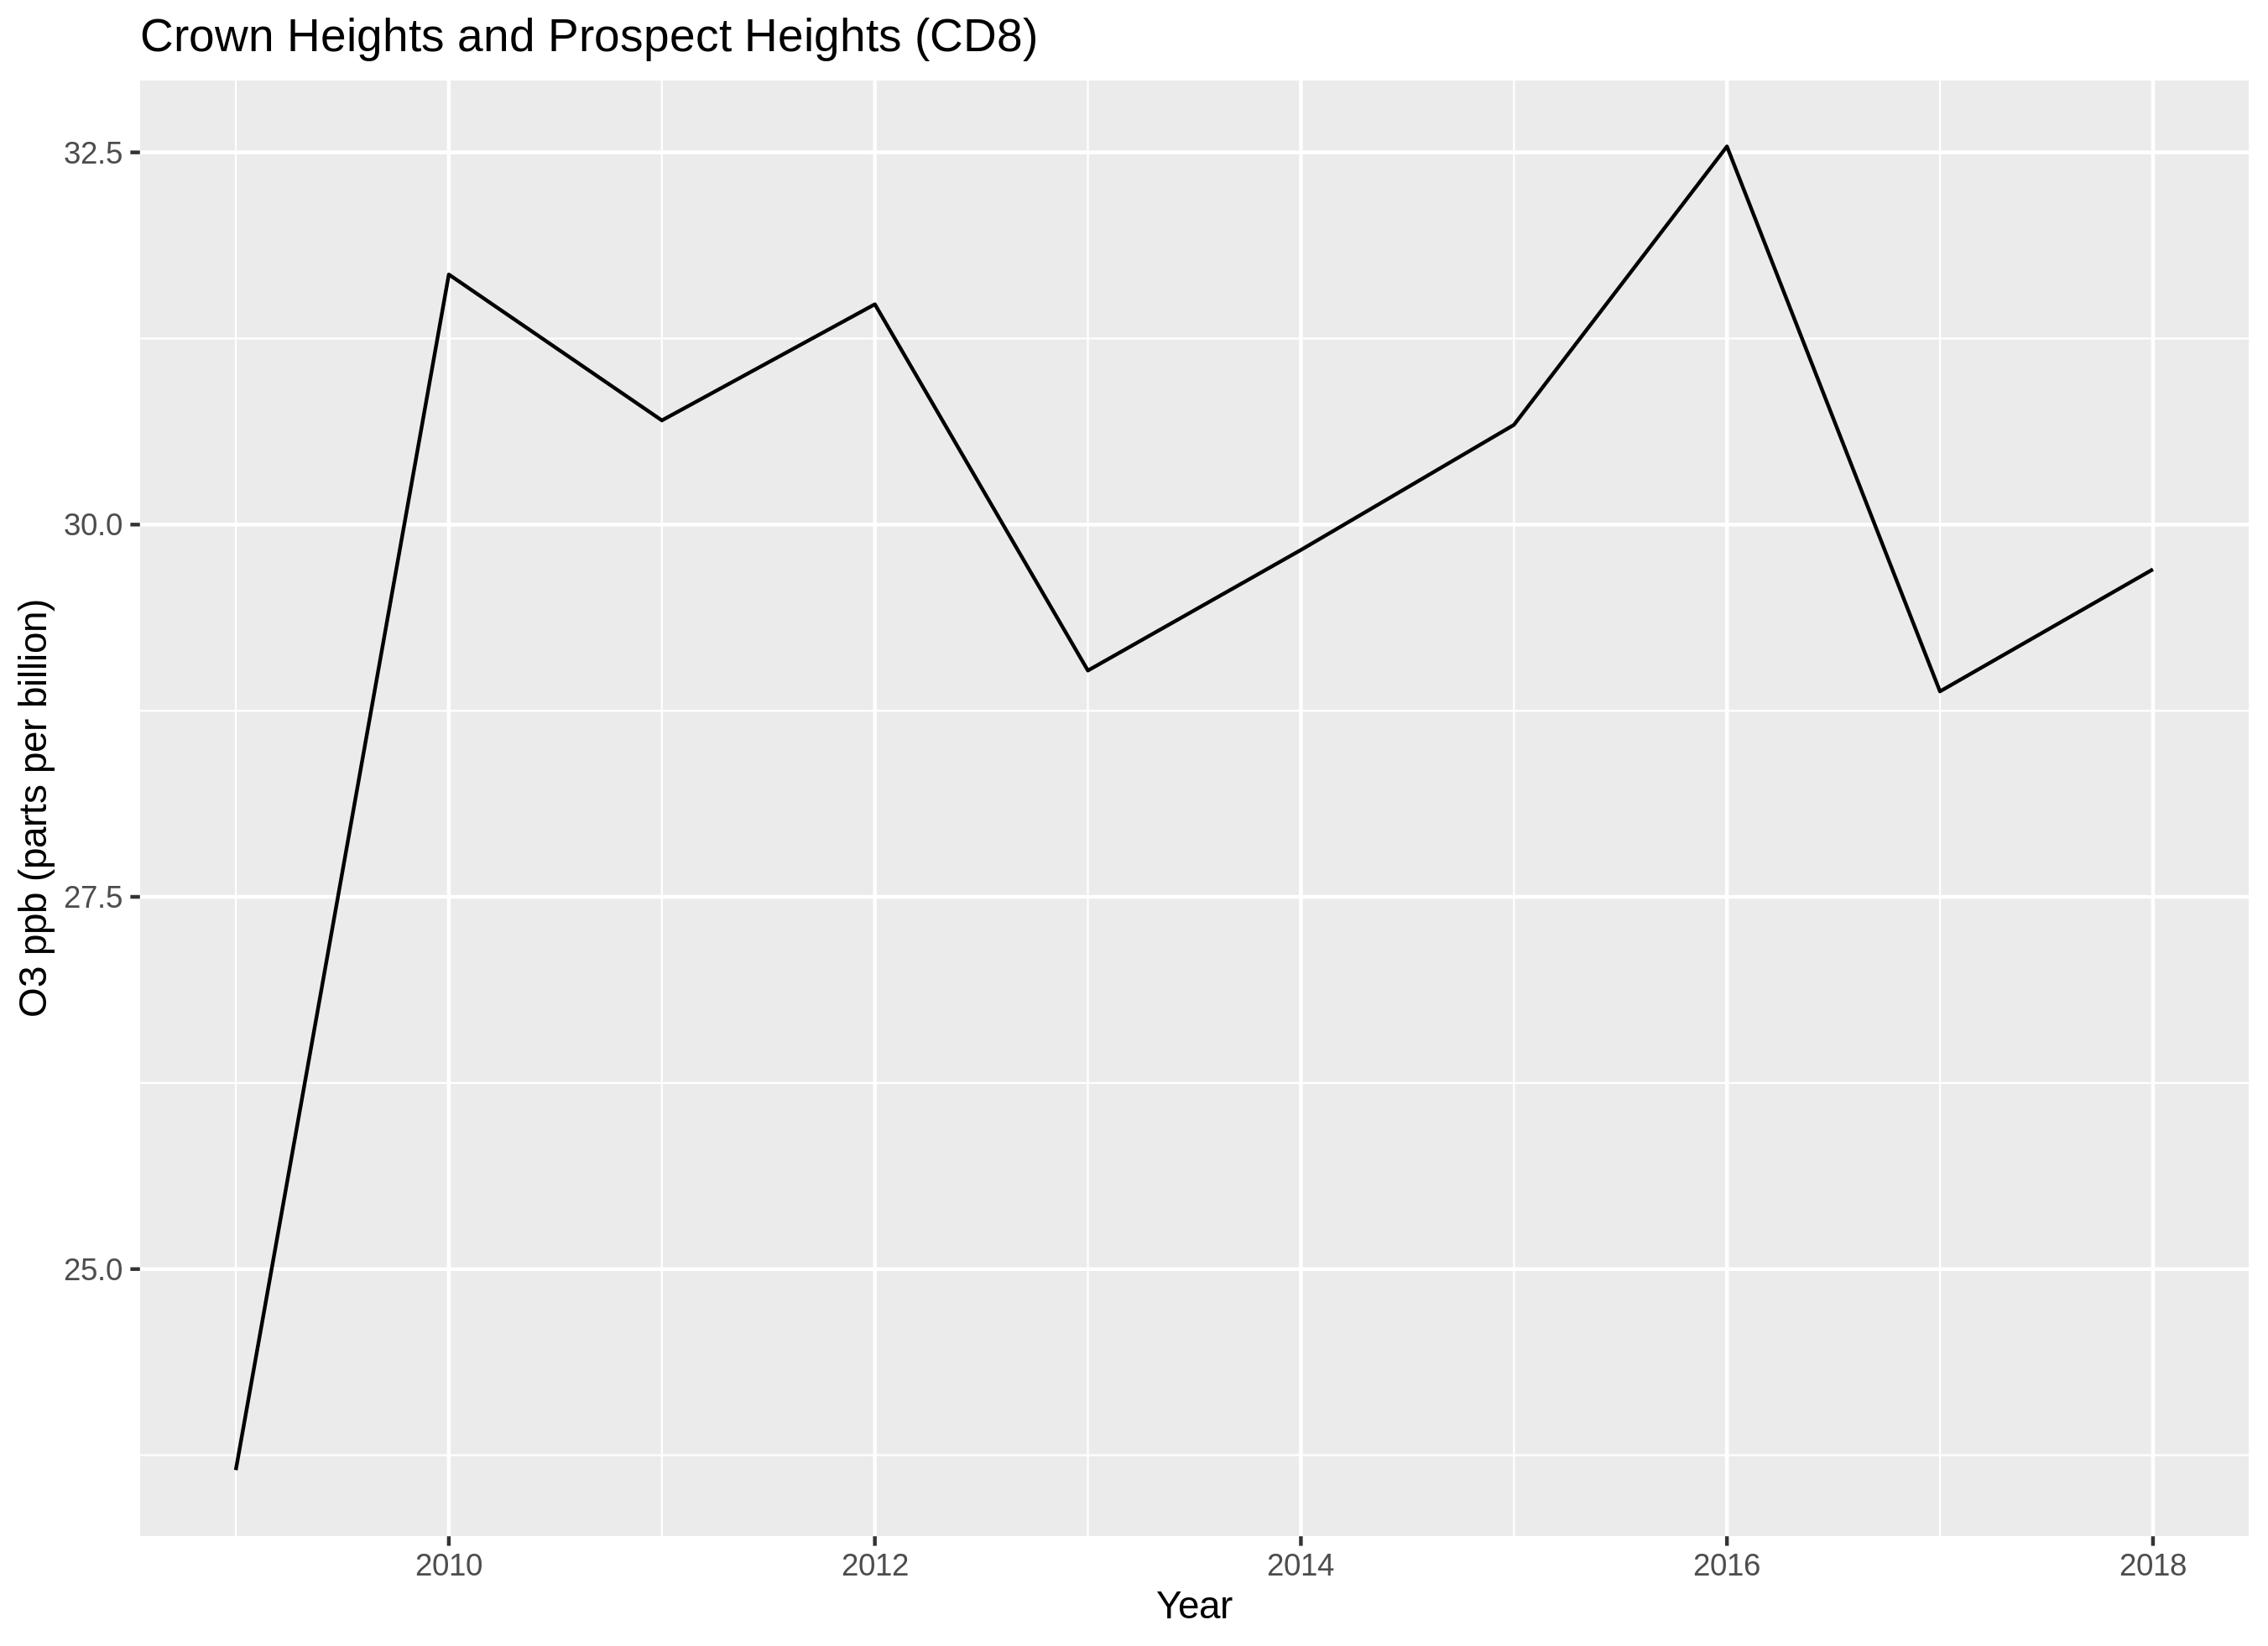 Crown Heights and Prospect Heights (CD8)
O3 ppb (parts per billion)
32.5
30.0
27.5
25.0
2010 2012 2014 2016 2018
Year